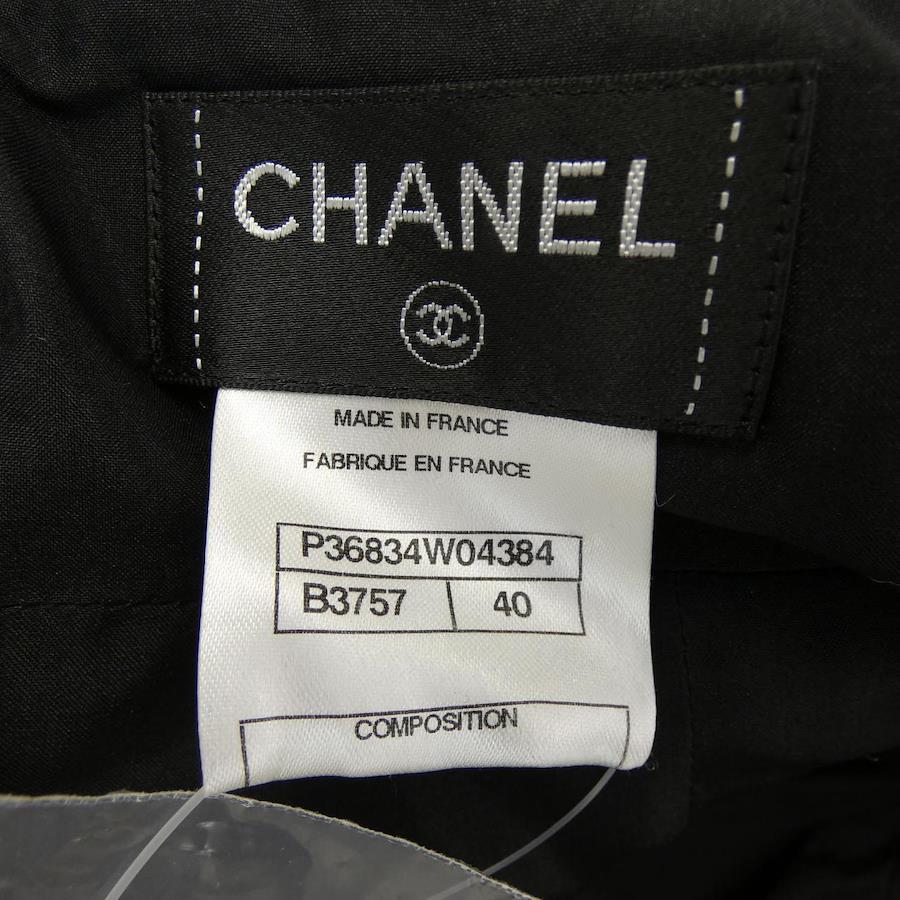 CHANEL
MADE IN FRANCE
FABRIQUE EN FRANCE
P36834W04384
B3757 40
COMPOSITION